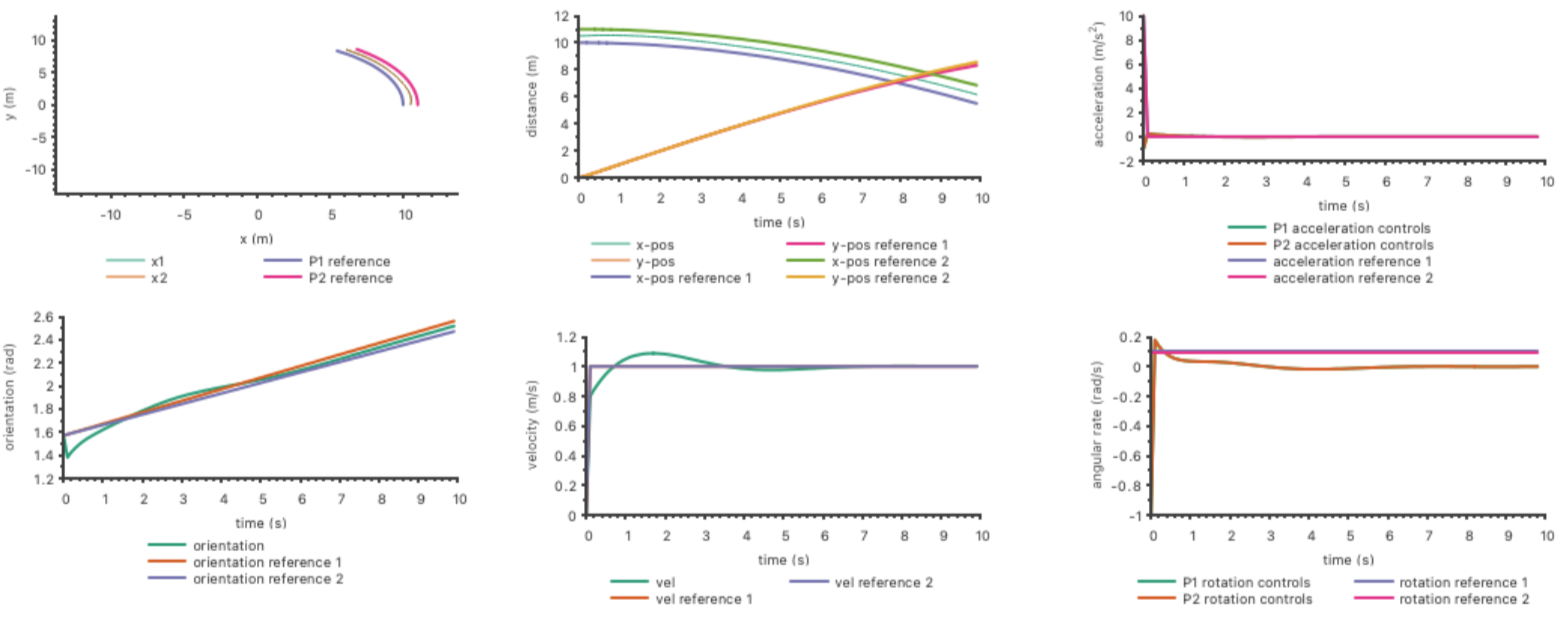 10
5
0
-5
-10
y (m)
-10 -5 0 5 10
x (m)
x1 P1 reference
x2 P2 reference
12
10
8
6
4
2
0
distance (m)
0 1 2 3 4 5 6 7 8 9 10
time (s)
x-pos y-pos reference 1
y-pos x-pos reference 2
x-pos reference 1 y-pos reference 2
10
8
6
4
2
0
-2
acceleration (m/s²)
0 1 2 3 4 5 6 7 8 9 10
time (s)
P1 acceleration controls
P2 acceleration controls
acceleration reference 1
acceleration reference 2
2.6
2.4
2.2
2
1.8
1.6
1.4
1.2
orientation (rad)
0 1 2 3 4 5 6 7 8 9 10
time (s)
orientation
orientation reference 1
orientation reference 2
1.2
1
0.8
0.6
0.4
0.2
0
velocity (m/s)
0 1 2 3 4 5 6 7 8 9 10
time (s)
vel vel reference 2
vel reference 1
0.2
0
-0.2
-0.4
-0.6
-0.8
-1
angular rate (rad/s)
0 1 2 3 4 5 6 7 8 9 10
time (s)
P1 rotation controls rotation reference 1
P2 rotation controls rotation reference 2